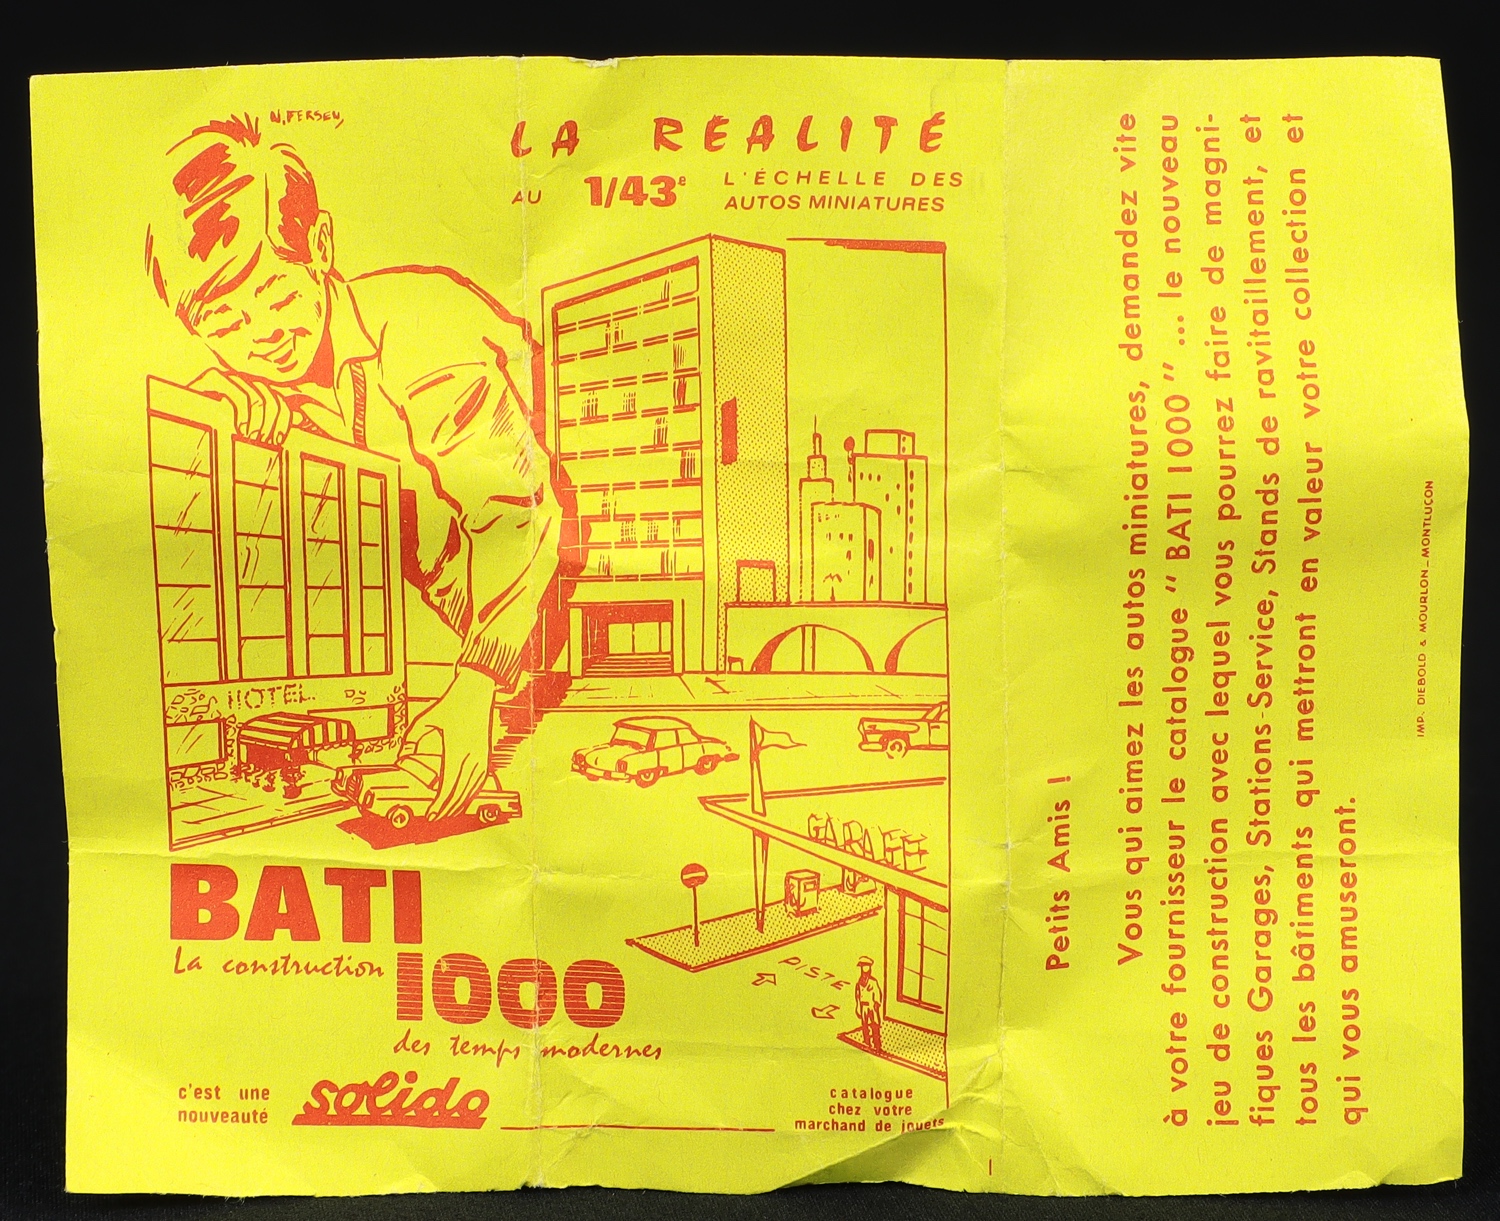 N. FERSEN
LA RÉALITÉ
AU 1/43e L'ÉCHELLE DES
AUTOS MINIATURES
HOTEL
GARAGE
PISTE
BATI
La construction
1000
des temps modernes
c'est une
nouveauté
solido
catalogue
chez votre
marchand de jouets
Petits Amis !
Vous qui aimez les autos miniatures, demandez vite
à votre fournisseur le catalogue " BATI 1000 " ... le nouveau
jeu de construction avec lequel vous pourrez faire de magni-
fiques Garages, Stations-Service, Stands de ravitaillement, et
tous les bâtiments qui mettront en valeur votre collection et
qui vous amuseront.
IMP. DIEBOLD & MOURLON _ MONTLUÇON